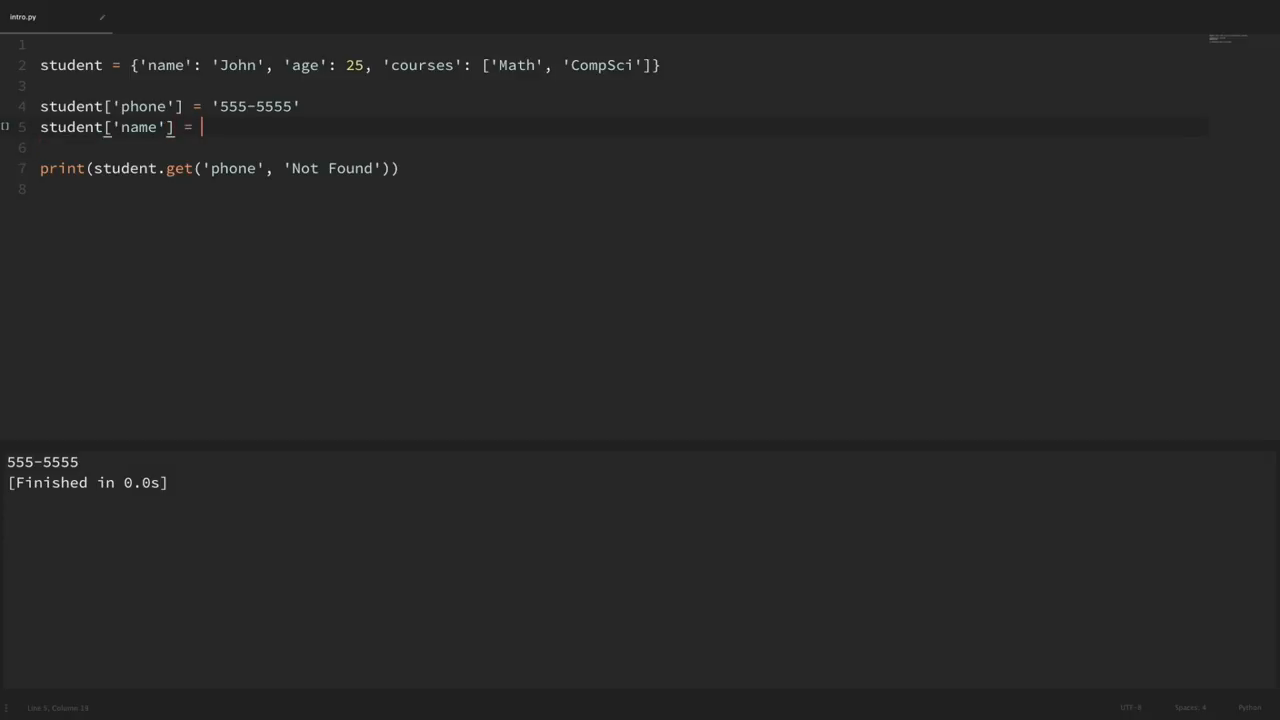 intro.py
1
2 student = {'name': 'John', 'age': 25, 'courses': ['Math', 'CompSci']}
3
4 student['phone'] = '555-5555'
[] 5 student['name'] =
6
7 print(student.get('phone', 'Not Found'))
8
555-5555
[Finished in 0.0s]
Line 5, Column 19 UTF-8 Spaces: 4 Python